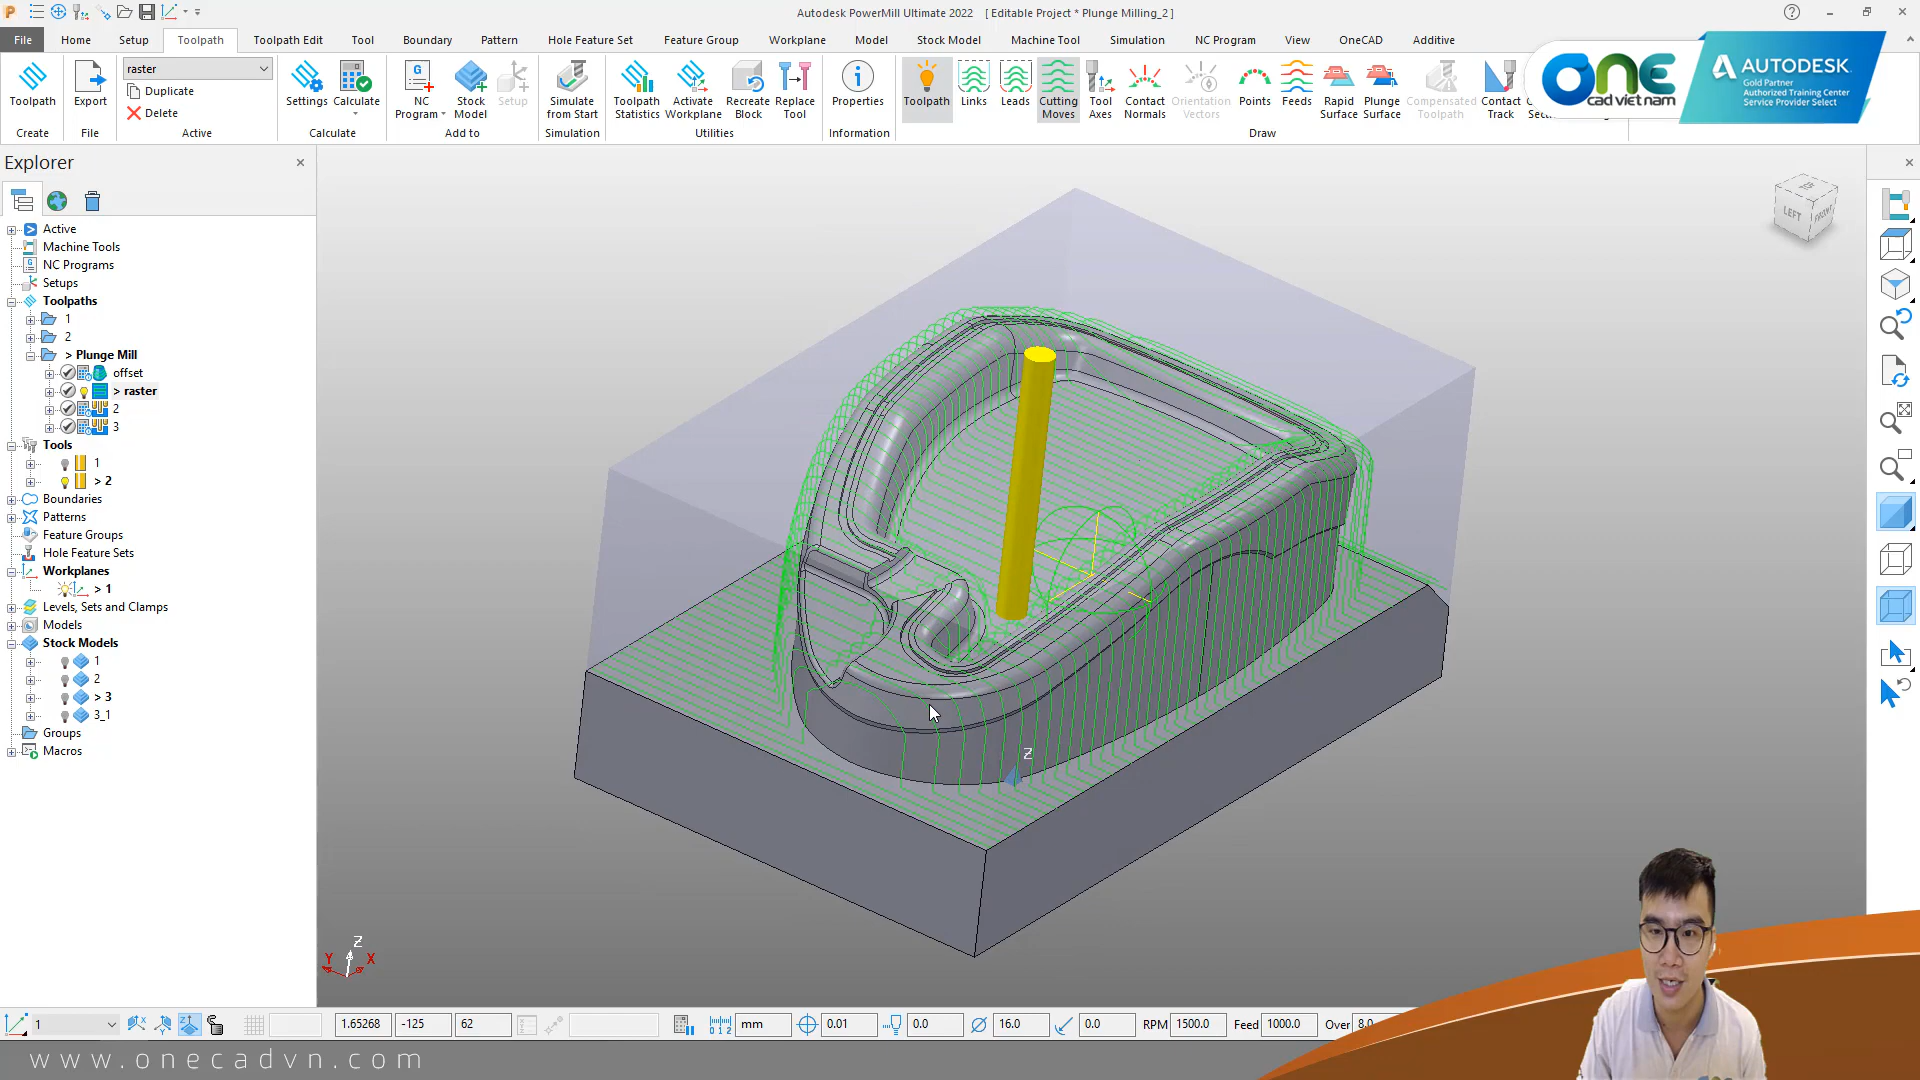 Autodesk PowerMill Ultimate 2022 [ Editable Project * Plunge Milling_2 ]
File
Home
Setup
Toolpath
Toolpath Edit
Tool
Boundary
Pattern
Hole Feature Set
Feature Group
Workplane
Model
Stock Model
Machine Tool
Simulation
NC Program
View
OneCAD
Additive
Toolpath
Export
raster
Duplicate
Delete
Settings
Calculate
NC Program
Stock Model
Setup
Simulate from Start
Toolpath Statistics
Activate Workplane
Recreate Block
Replace Tool
Properties
Toolpath
Links
Leads
Cutting Moves
Tool Axes
Contact Normals
Orientation Vectors
Points
Feeds
Rapid Surface
Plunge Surface
Compensated Toolpath
Contact Track
Create
File
Active
Calculate
Add to
Simulation
Utilities
Information
Draw
one
cad viet nam
AUTODESK.
Gold Partner
Authorized Training Center
Service Provider Select
Explorer
Active
Machine Tools
NC Programs
Setups
Toolpaths
1
2
> Plunge Mill
offset
> raster
2
3
Tools
1
> 2
Boundaries
Patterns
Feature Groups
Hole Feature Sets
Workplanes
> 1
Levels, Sets and Clamps
Models
Stock Models
1
2
> 3
3_1
Groups
Macros
LEFT
FRONT
Z
Z
Y
X
1
1.65268
-125
62
mm
0.01
0.0
16.0
0.0
RPM
1500.0
Feed
1000.0
Over
8.0
www.onecadvn.com